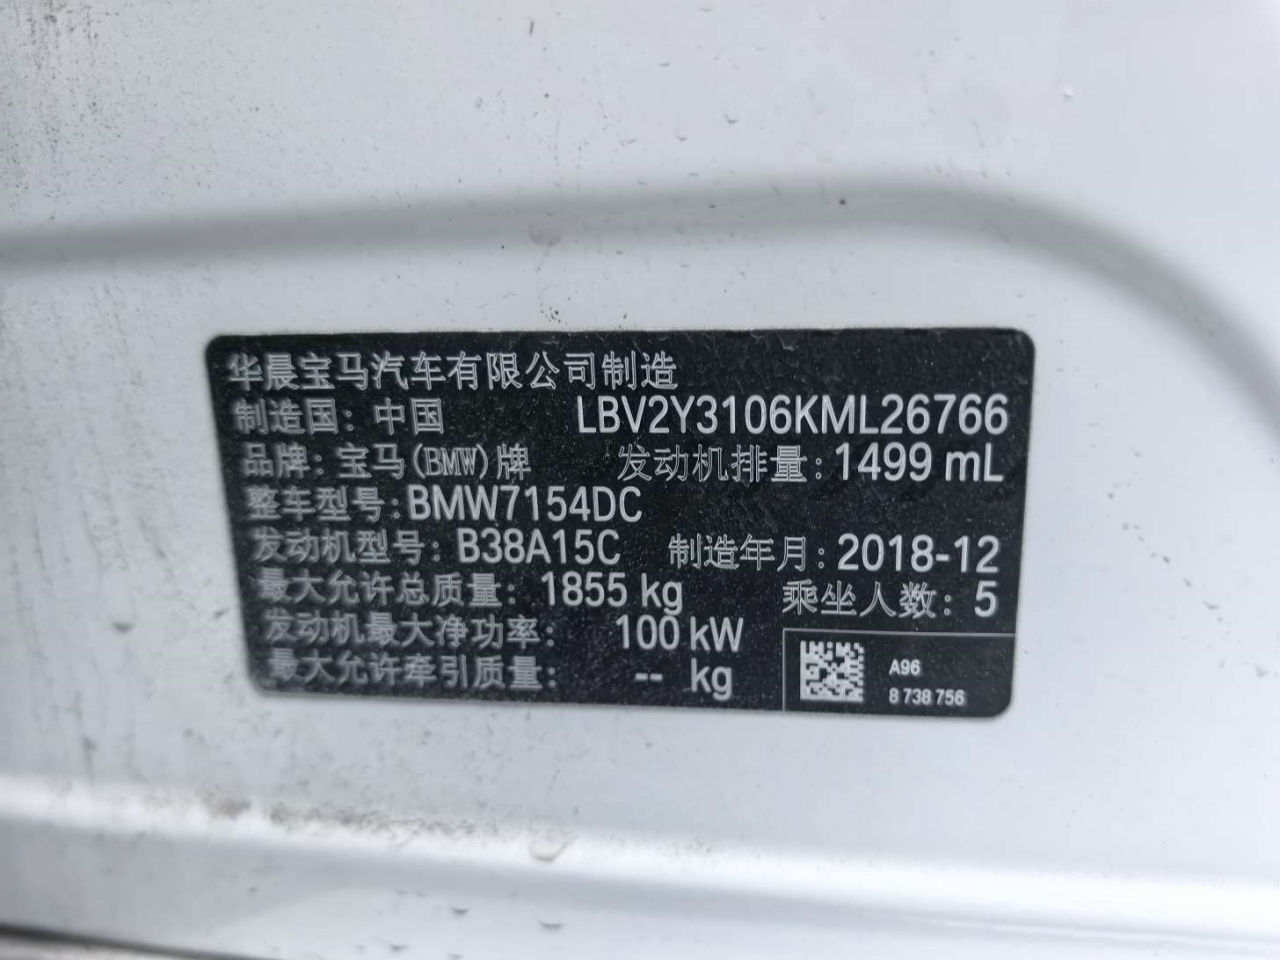 华晨宝马汽车有限公司制造
制造国：中国 LBV2Y3106KML26766
品牌：宝马(BMW)牌 发动机排量：1499 mL
整车型号：BMW7154DC
发动机型号：B38A15C 制造年月：2018-12
最大允许总质量：1855 kg 乘坐人数：5
发动机最大净功率：100 kW
最大允许牵引质量：-- kg
A96
8 738 756